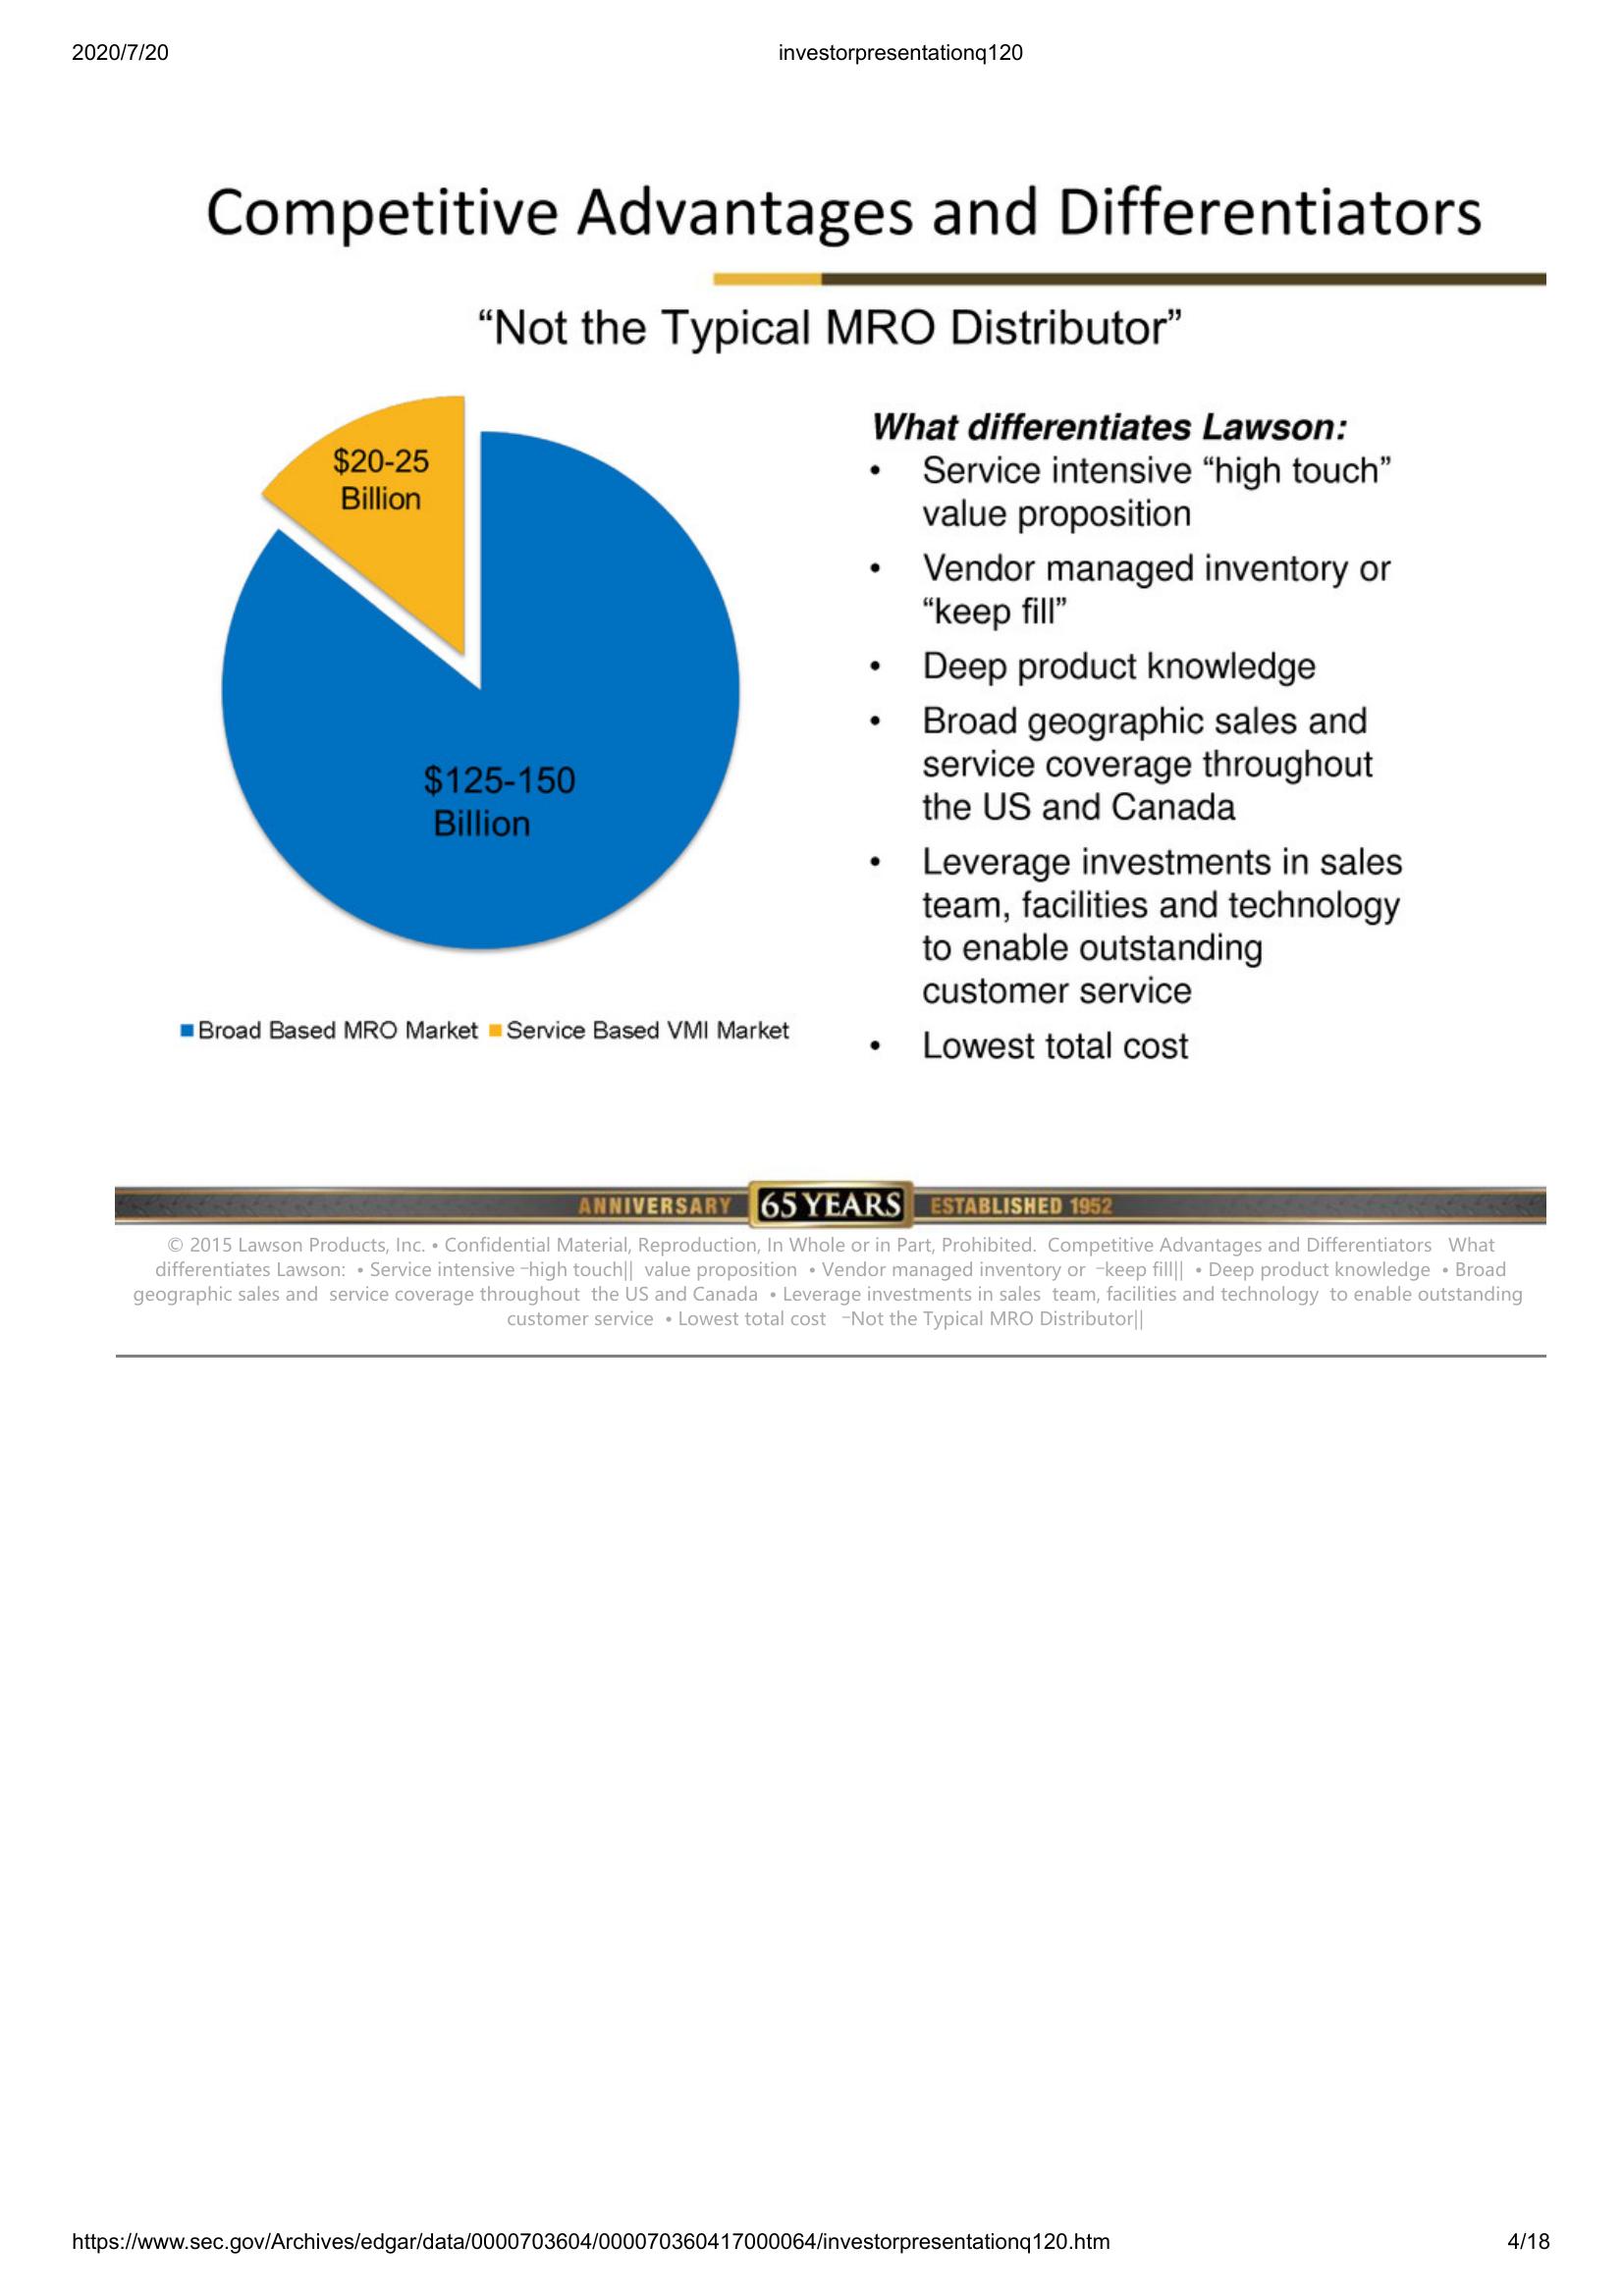 2020/7/20
investorpresentationq120
Competitive Advantages and Differentiators
“Not the Typical MRO Distributor”
$20-25
Billion
$125-150
Billion
■ Broad Based MRO Market ■ Service Based VMI Market
What differentiates Lawson:
• Service intensive “high touch”
value proposition
• Vendor managed inventory or
“keep fill”
• Deep product knowledge
• Broad geographic sales and
service coverage throughout
the US and Canada
• Leverage investments in sales
team, facilities and technology
to enable outstanding
customer service
• Lowest total cost
ANNIVERSARY 65 YEARS ESTABLISHED 1952
© 2015 Lawson Products, Inc. • Confidential Material, Reproduction, In Whole or in Part, Prohibited. Competitive Advantages and Differentiators What
differentiates Lawson: • Service intensive ―high touch|| value proposition • Vendor managed inventory or ―keep fill|| • Deep product knowledge • Broad
geographic sales and service coverage throughout the US and Canada • Leverage investments in sales team, facilities and technology to enable outstanding
customer service • Lowest total cost ―Not the Typical MRO Distributor||
https://www.sec.gov/Archives/edgar/data/0000703604/000070360417000064/investorpresentationq120.htm
4/18